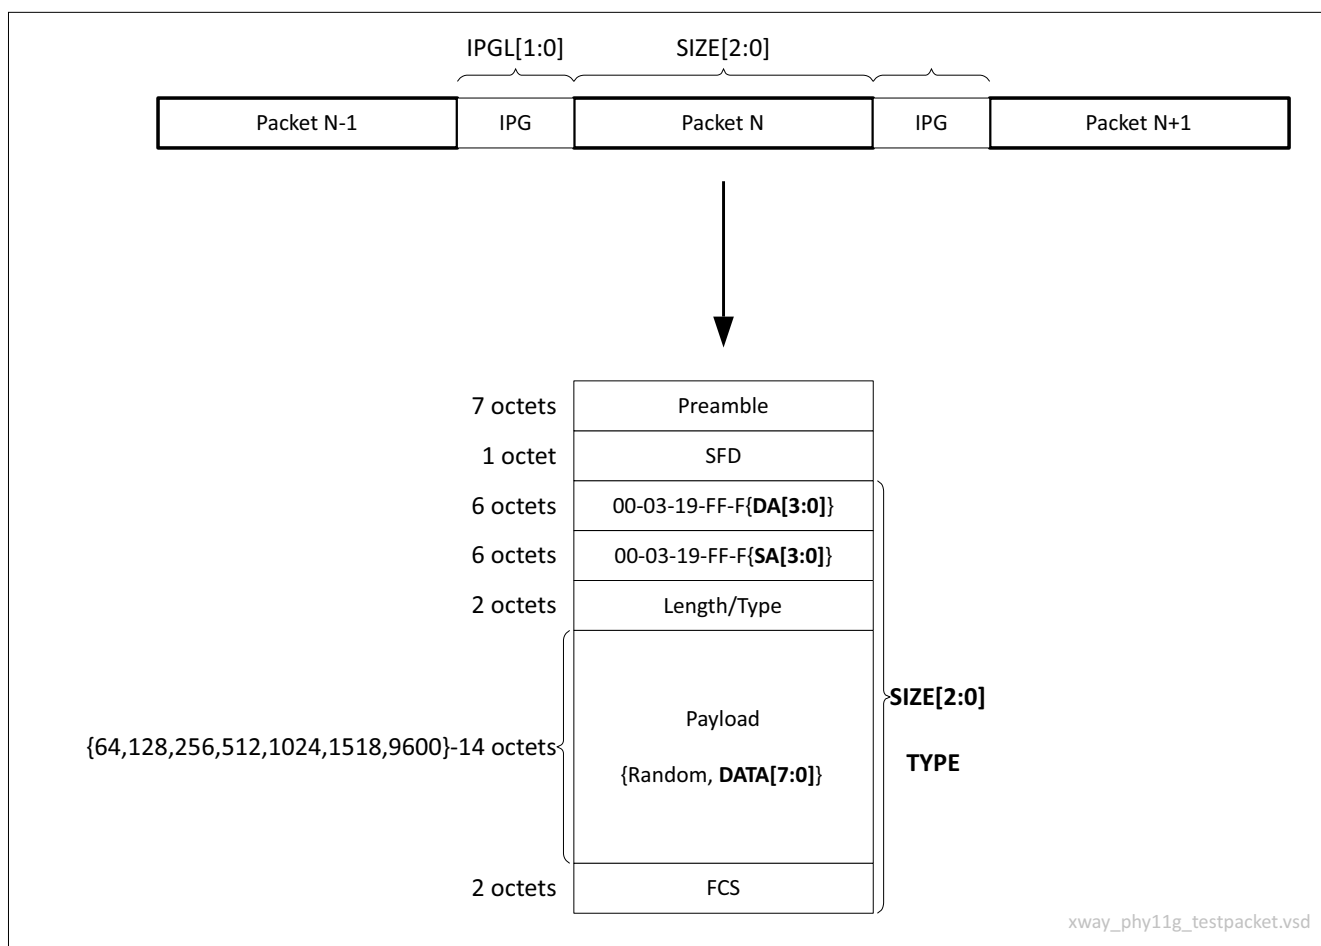 IPGL[1:0] SIZE[2:0]
Packet N-1 IPG Packet N IPG Packet N+1
7 octets Preamble
1 octet SFD
6 octets 00-03-19-FF-F{DA[3:0]}
6 octets 00-03-19-FF-F{SA[3:0]}
2 octets Length/Type
SIZE[2:0]
Payload
{64,128,256,512,1024,1518,9600}-14 octets
TYPE
{Random, DATA[7:0]}
2 octets FCS
xway_phy11g_testpacket.vsd